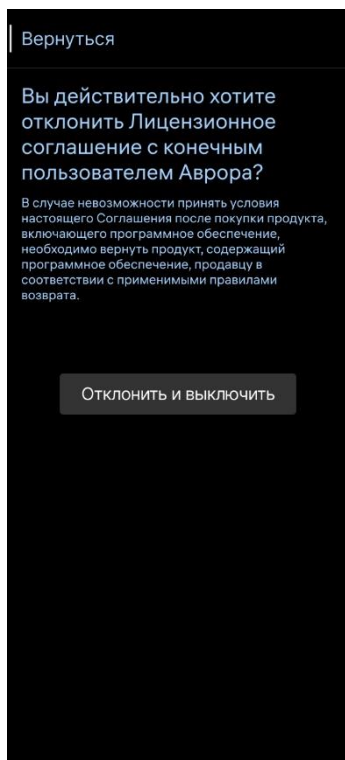 Вернуться
Вы действительно хотите
отклонить Лицензионное
соглашение с конечным
пользователем Аврора?
В случае невозможности принять условия
настоящего Соглашения после покупки продукта,
включающего программное обеспечение,
необходимо вернуть продукт, содержащий
программное обеспечение, продавцу в
соответствии с применимыми правилами
возврата.
Отклонить и выключить